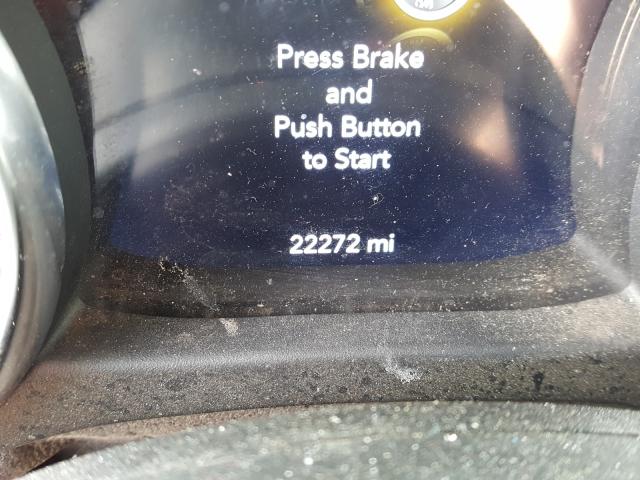 Press Brake
and
Push Button
to Start
22272 mi